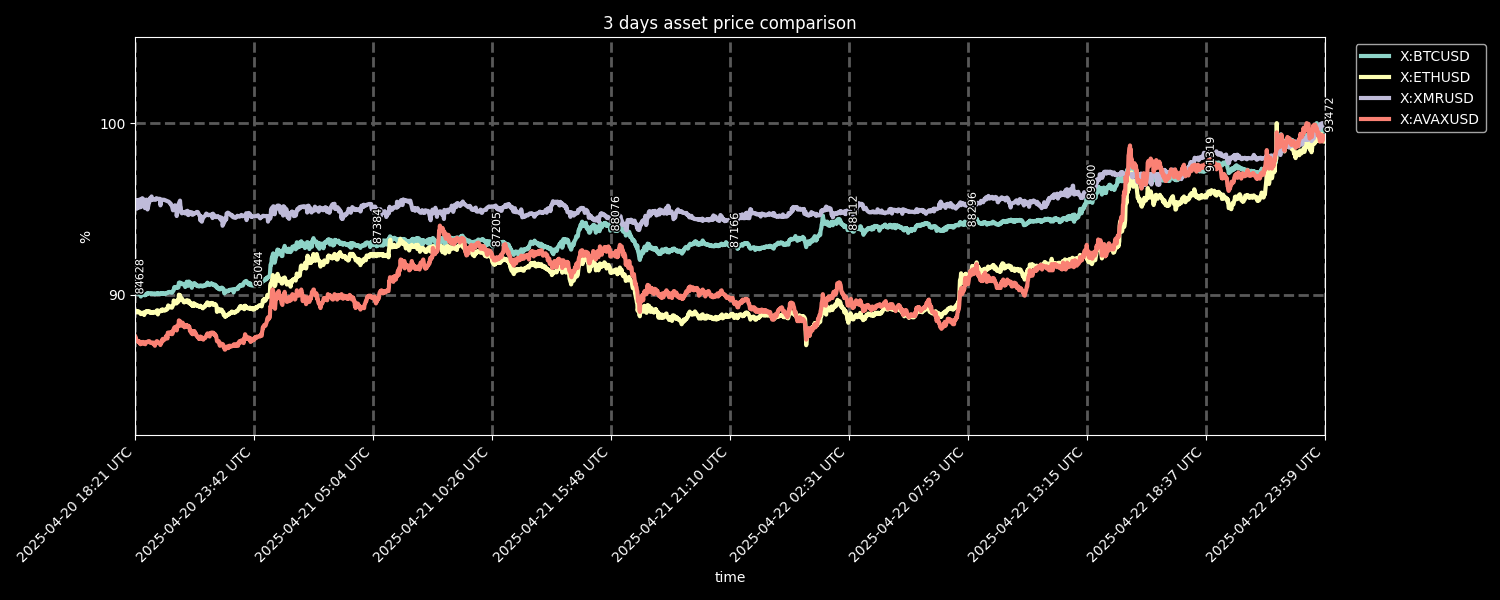 3 days asset price comparison
X:BTCUSD
X:ETHUSD
X:XMRUSD
X:AVAXUSD
100
90
%
84628
85044
87384
87205
88076
87166
88112
88296
89800
91319
93472
2025-04-20 18:21 UTC
2025-04-20 23:42 UTC
2025-04-21 05:04 UTC
2025-04-21 10:26 UTC
2025-04-21 15:48 UTC
2025-04-21 21:10 UTC
2025-04-22 02:31 UTC
2025-04-22 07:53 UTC
2025-04-22 13:15 UTC
2025-04-22 18:37 UTC
2025-04-22 23:59 UTC
time